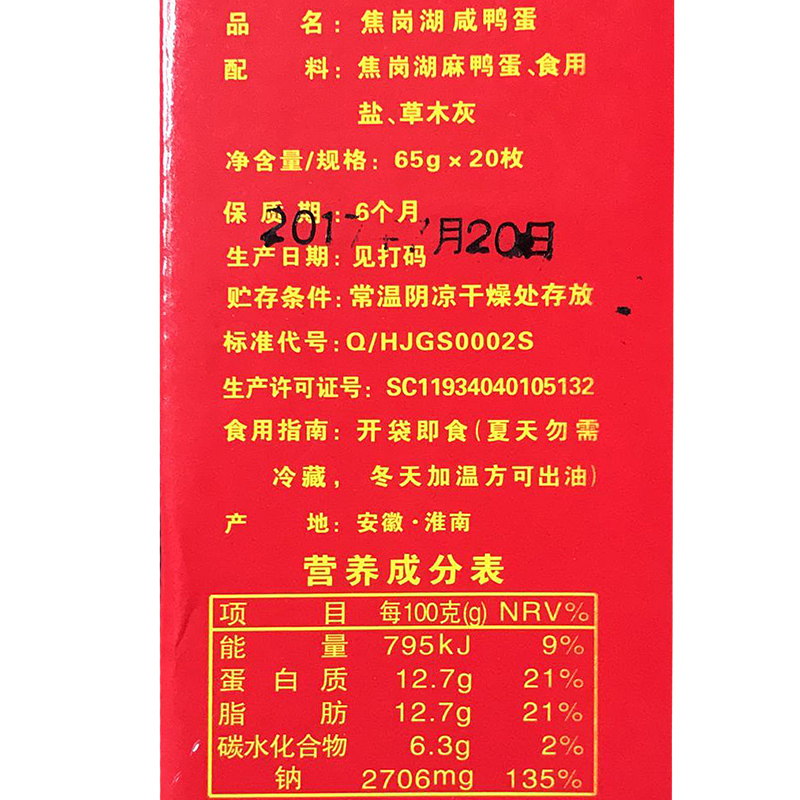 品 名：焦岗湖咸鸭蛋
配 料：焦岗湖麻鸭蛋、食用
盐、草木灰
净含量/规格：65g×20枚
保质期：6个月
2017 月20日
生产日期：见打码
贮存条件：常温阴凉干燥处存放
标准代号：Q/HJGS0002S
生产许可证号：SC11934040105132
食用指南：开袋即食(夏天勿需
冷藏，冬天加温方可出油)
产 地：安徽·淮南
营养成分表
项 目 每100克(g) NRV%
能 量 795kJ 9%
蛋白质 12.7g 21%
脂 肪 12.7g 21%
碳水化合物 6.3g 2%
钠 2706mg 135%